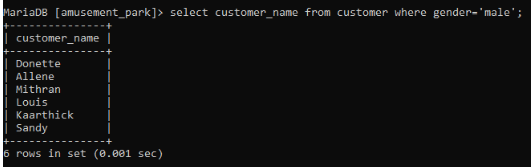 MariaDB [amusement_park]> select customer_name from customer where gender='male';
+---------------+
| customer_name |
+---------------+
| Donette       |
| Allene        |
| Mithran       |
| Louis         |
| Kaarthick     |
| Sandy         |
+---------------+
6 rows in set (0.001 sec)